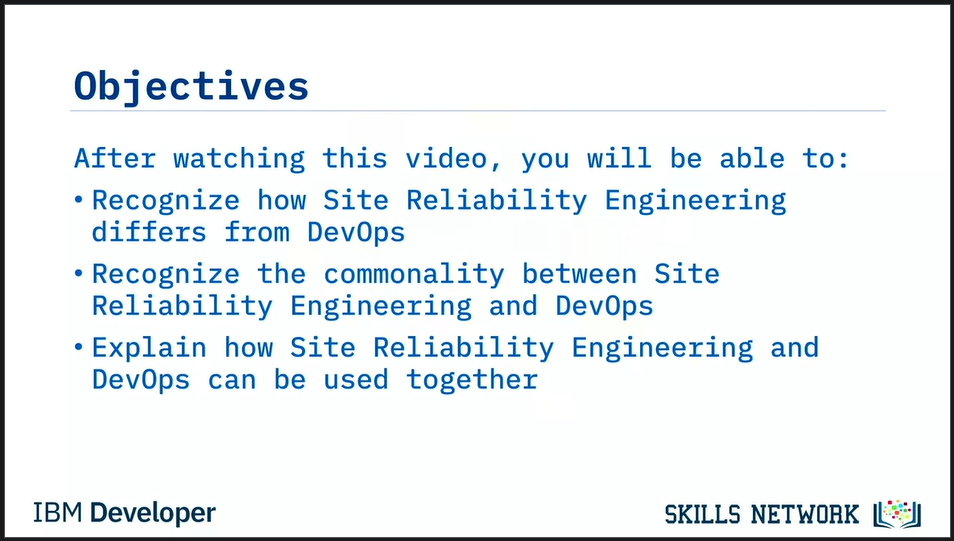 Objectives
After watching this video, you will be able to:
• Recognize how Site Reliability Engineering
differs from DevOps
• Recognize the commonality between Site
Reliability Engineering and DevOps
• Explain how Site Reliability Engineering and
DevOps can be used together
IBM Developer
SKILLS NETWORK